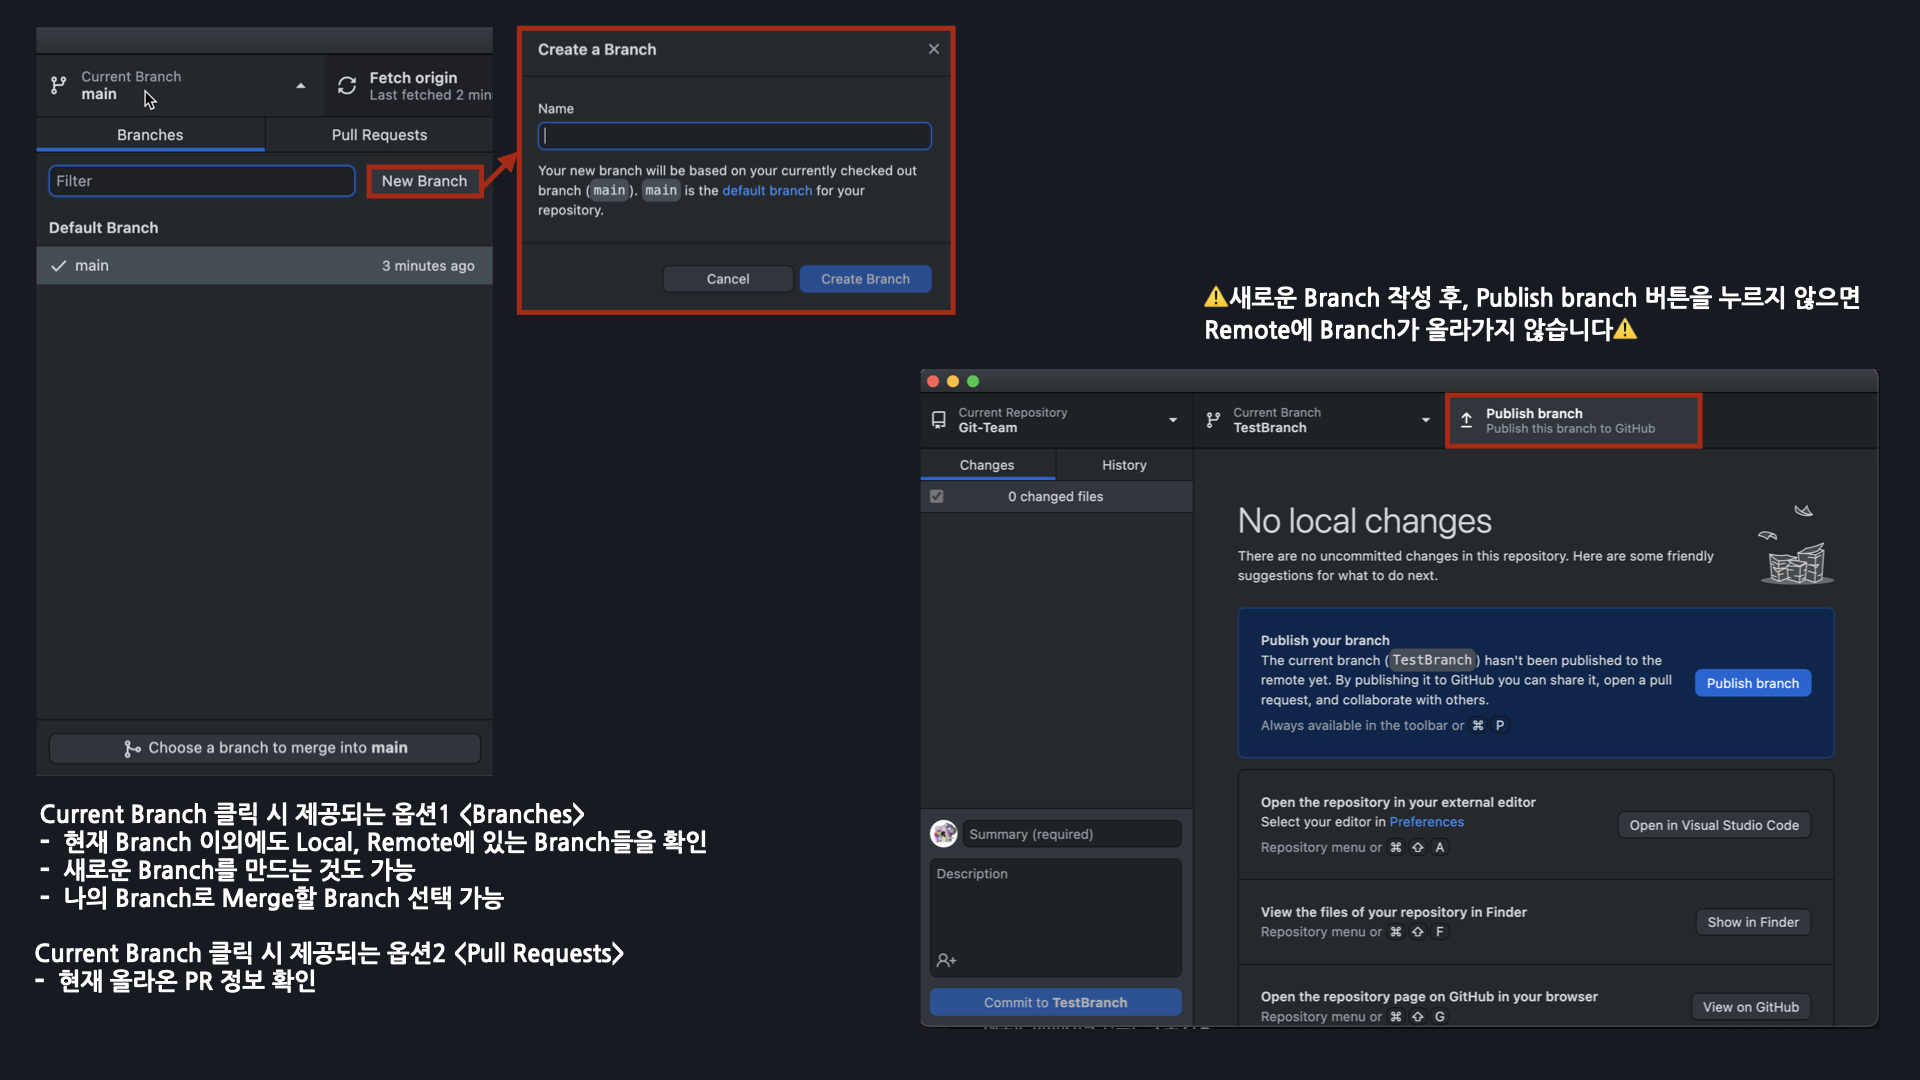 Current Branch
main
Fetch origin
Last fetched 2 min
Branches
Pull Requests
Filter
New Branch
Default Branch
main
3 minutes ago
Choose a branch to merge into main
Create a Branch
Name
Your new branch will be based on your currently checked out
branch (main). main is the default branch for your
repository.
Cancel
Create Branch
⚠️새로운 Branch 작성 후, Publish branch 버튼을 누르지 않으면
Remote에 Branch가 올라가지 않습니다⚠️
Current Repository
Git-Team
Current Branch
TestBranch
Publish branch
Publish this branch to GitHub
Changes
History
0 changed files
No local changes
There are no uncommitted changes in this repository. Here are some friendly
suggestions for what to do next.
Publish your branch
The current branch (TestBranch) hasn't been published to the
remote yet. By publishing it to GitHub you can share it, open a pull
request, and collaborate with others.
Always available in the toolbar or ⌘ P
Publish branch
Open the repository in your external editor
Select your editor in Preferences
Repository menu or ⌘ ⇧ A
Open in Visual Studio Code
View the files of your repository in Finder
Repository menu or ⌘ ⇧ F
Show in Finder
Open the repository page on GitHub in your browser
Repository menu or ⌘ ⇧ G
View on GitHub
Summary (required)
Description
Commit to TestBranch
Current Branch 클릭 시 제공되는 옵션1 <Branches>
- 현재 Branch 이외에도 Local, Remote에 있는 Branch들을 확인
- 새로운 Branch를 만드는 것도 가능
- 나의 Branch로 Merge할 Branch 선택 가능
Current Branch 클릭 시 제공되는 옵션2 <Pull Requests>
- 현재 올라온 PR 정보 확인